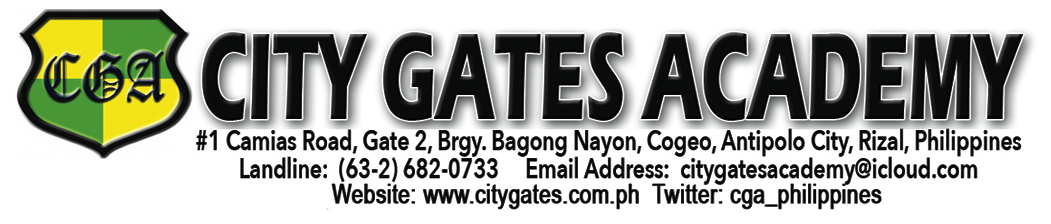 CGA
CITY GATES ACADEMY
#1 Camias Road, Gate 2, Brgy. Bagong Nayon, Cogeo, Antipolo City, Rizal, Philippines
Landline: (63-2) 682-0733 Email Address: citygatesacademy@icloud.com
Website: www.citygates.com.ph Twitter: cga_philippines